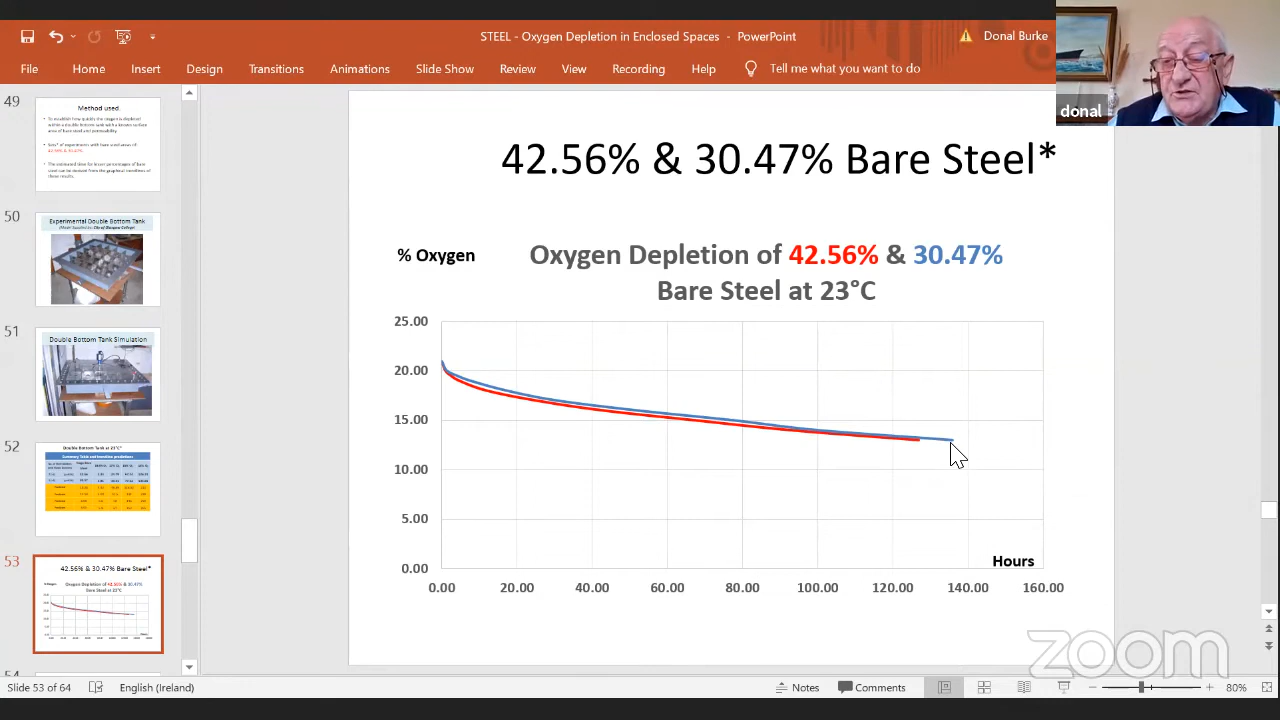 STEEL - Oxygen Depletion in Enclosed Spaces - PowerPoint
Donal Burke
File Home Insert Design Transitions Animations Slide Show Review View Recording Help Tell me what you want to do
donal
49
Method used.
50
Experimental Double Bottom Tank
51
Double Bottom Tank Simulation
52
Double Bottom Tank at 23°C
53
42.56% & 30.47% Bare Steel*
% Oxygen
Oxygen Depletion of 42.56% & 30.47%
Bare Steel at 23°C
54
42.56% & 30.47% Bare Steel*
% Oxygen
Oxygen Depletion of 42.56% & 30.47%
Bare Steel at 23°C
25.00
20.00
15.00
10.00
5.00
0.00
Hours
0.00 20.00 40.00 60.00 80.00 100.00 120.00 140.00 160.00
zoom
Slide 53 of 64 English (Ireland) Notes Comments 80%